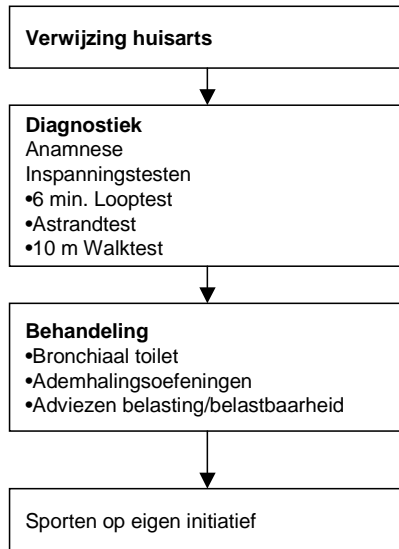 Verwijzing huisarts
Diagnostiek
Anamnese
Inspanningstesten
•6 min. Looptest
•Astrandtest
•10 m Walktest
Behandeling
•Bronchiaal toilet
•Ademhalingsoefeningen
•Adviezen belasting/belastbaarheid
Sporten op eigen initiatief